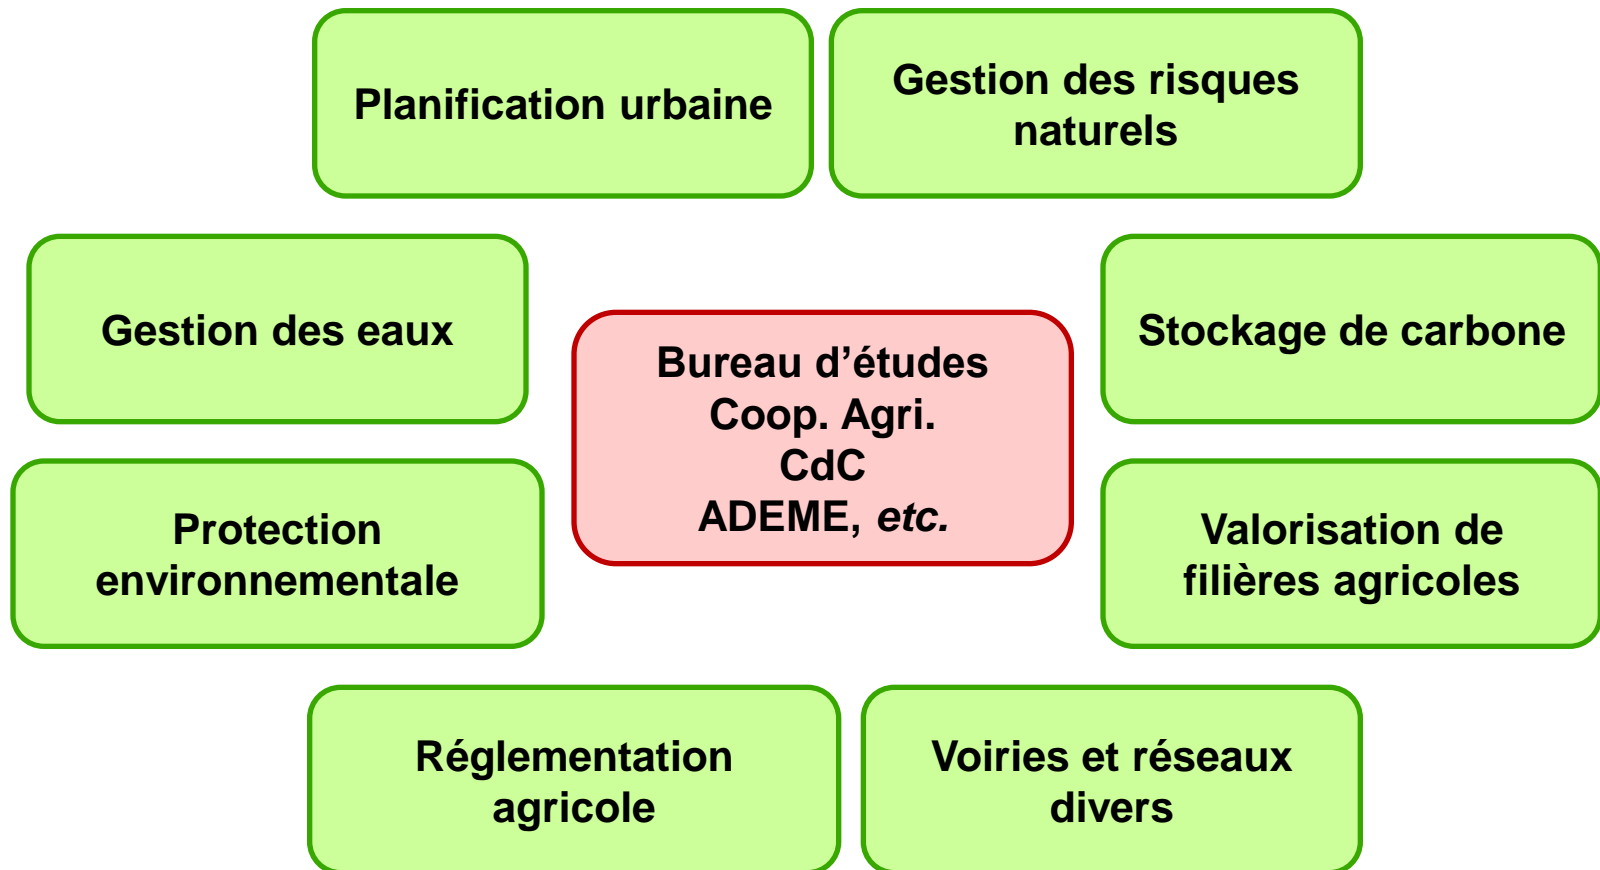 Planification urbaine
Gestion des risques
naturels
Gestion des eaux
Stockage de carbone
Bureau d’études
Coop. Agri.
CdC
ADEME, etc.
Protection
environnementale
Valorisation de
filières agricoles
Réglementation
agricole
Voiries et réseaux
divers